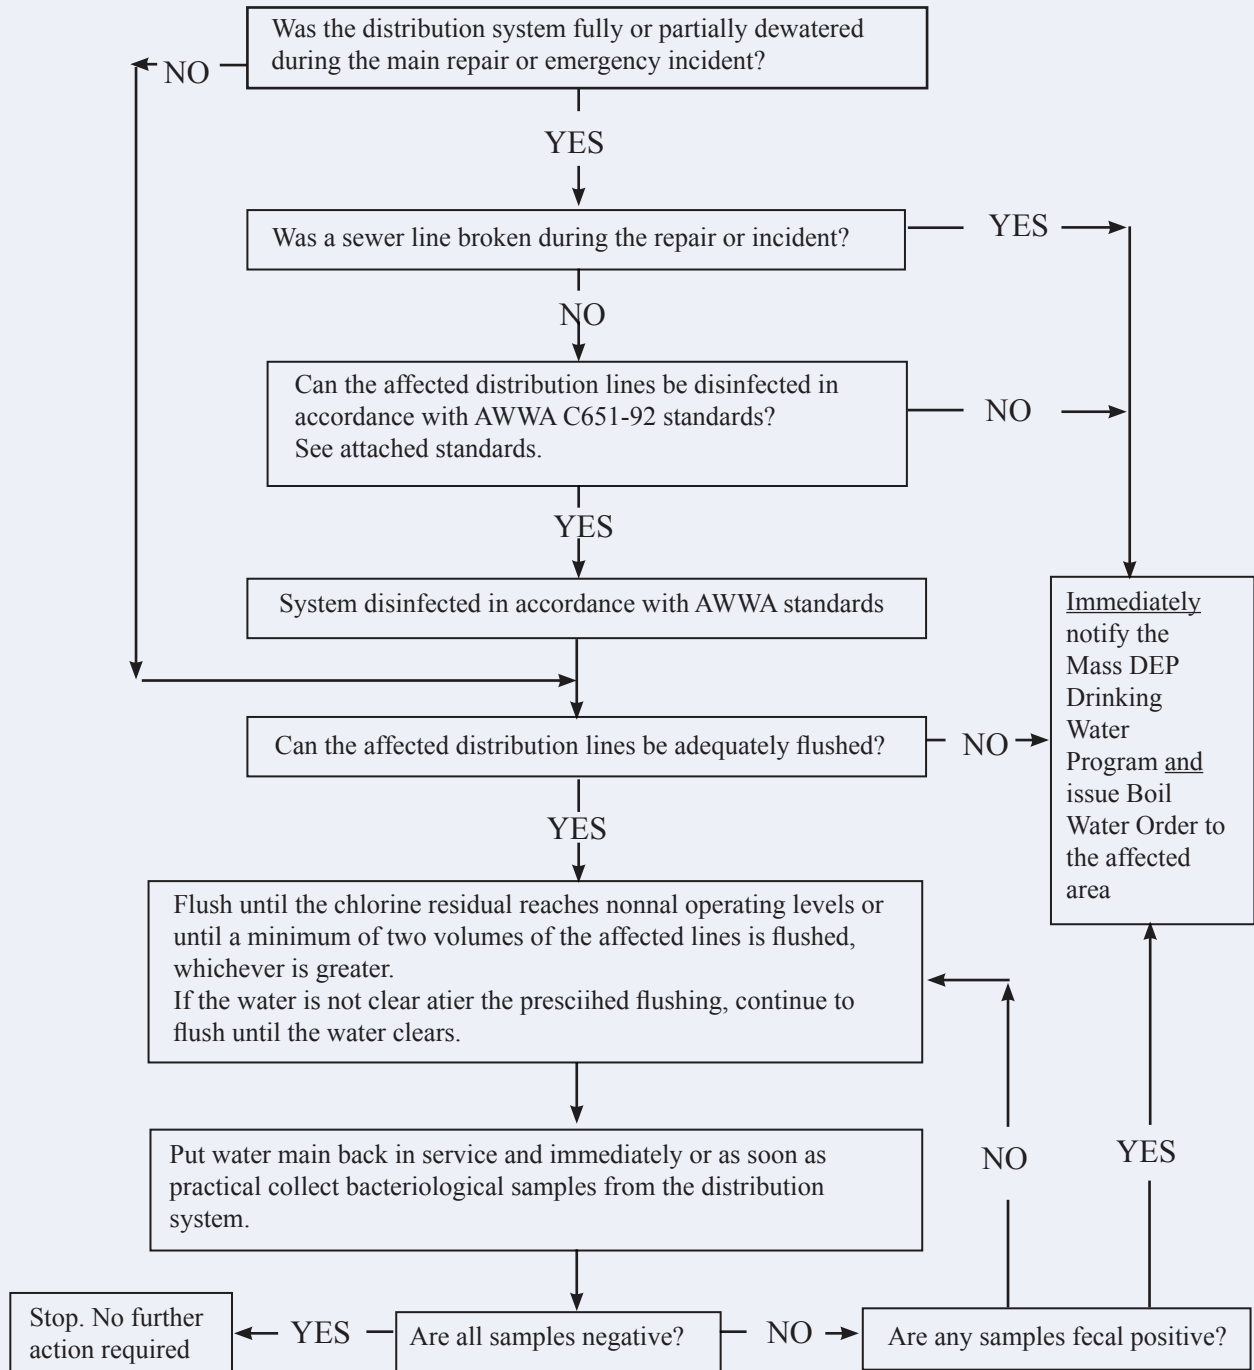 Was the distribution system fully or partially dewatered
during the main repair or emergency incident?
NO
YES
Was a sewer line broken during the repair or incident?
YES
NO
Can the affected distribution lines be disinfected in
accordance with AWWA C651-92 standards?
See attached standards.
NO
YES
System disinfected in accordance with AWWA standards
Immediately
notify the
Mass DEP
Drinking
Water
Program and
issue Boil
Water Order to
the affected
area
Can the affected distribution lines be adequately flushed?
NO
YES
Flush until the chlorine residual reaches nonnal operating levels or
until a minimum of two volumes of the affected lines is flushed,
whichever is greater.
If the water is not clear atier the presciihed flushing, continue to
flush until the water clears.
Put water main back in service and immediately or as soon as
practical collect bacteriological samples from the distribution
system.
NO
YES
Stop. No further
action required
YES
Are all samples negative?
NO
Are any samples fecal positive?